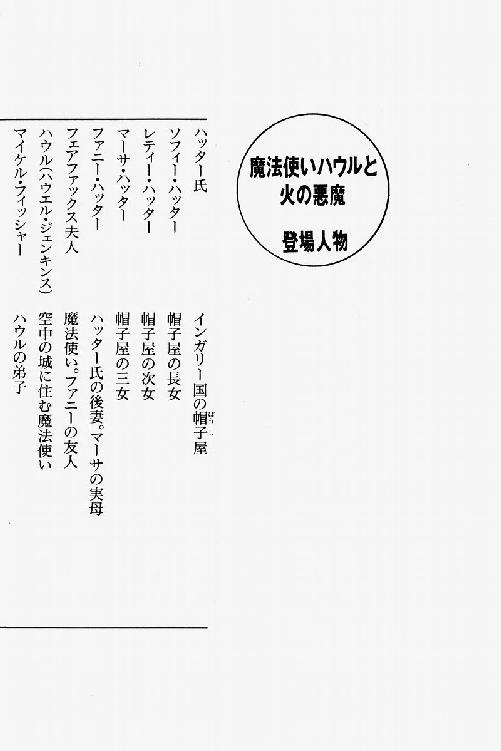 魔法使いハウルと
火の悪魔
登場人物
ハッター氏　インガリー国の帽子屋
ソフィー・ハッター　帽子屋の長女
レティー・ハッター　帽子屋の次女
マーサ・ハッター　帽子屋の三女
ファニー・ハッター　ハッター氏の後妻。マーサの実母
フェアファックス夫人　魔法使い。ファニーの友人
ハウル(ハウエル・ジェンキンス)　空中の城に住む魔法使い
マイケル・フィッシャー　ハウルの弟子